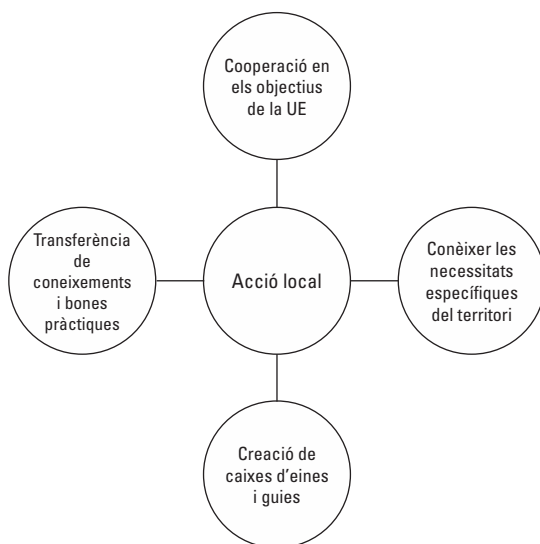 Cooperació en
els objectius
de la UE
Transferència
de
coneixements
i bones
pràctiques
Acció local
Conèixer les
necessitats
específiques
del territori
Creació de
caixes d'eines
i guies